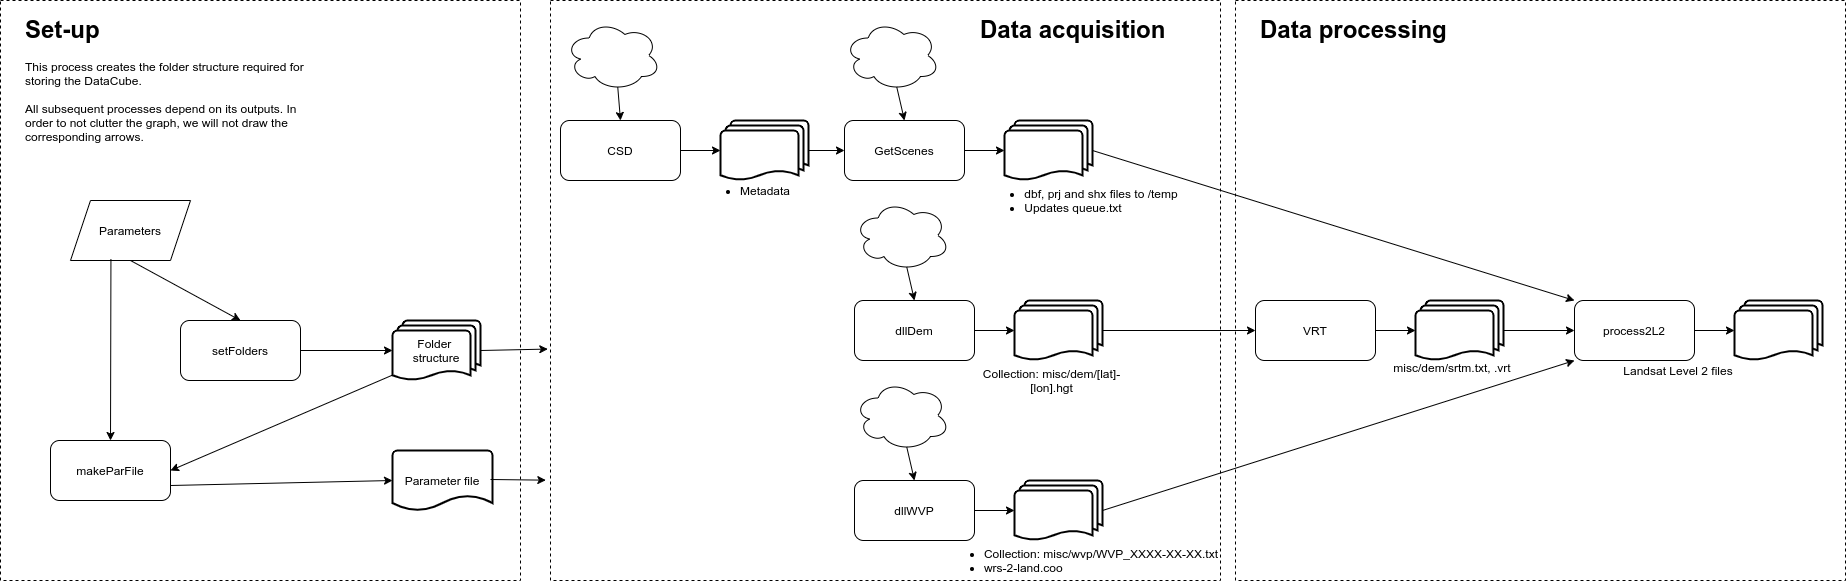 Set-up
This process creates the folder structure required for
storing the DataCube.
All subsequent processes depend on its outputs. In
order to not clutter the graph, we will not draw the
corresponding arrows.
Parameters
setFolders
Folder
structure
makeParFile
Parameter file
Data acquisition
CSD
• Metadata
GetScenes
• dbf, prj and shx files to /temp
• Updates queue.txt
dllDem
Collection: misc/dem/[lat]-
[lon].hgt
dllWVP
• Collection: misc/wvp/WVP_XXXX-XX-XX.txt
• wrs-2-land.coo
Data processing
VRT
misc/dem/srtm.txt, .vrt
process2L2
Landsat Level 2 files